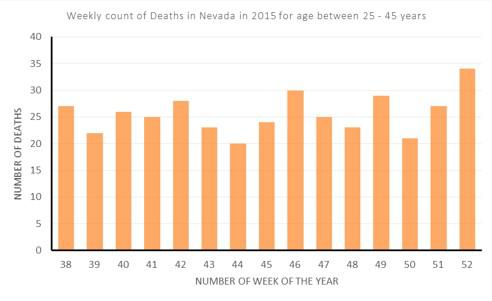 Weekly count of Deaths in Nevada in 2015 for age between 25 - 45 years
NUMBER OF DEATHS
40
35
30
25
20
15
10
5
0
38 39 40 41 42 43 44 45 46 47 48 49 50 51 52
NUMBER OF WEEK OF THE YEAR